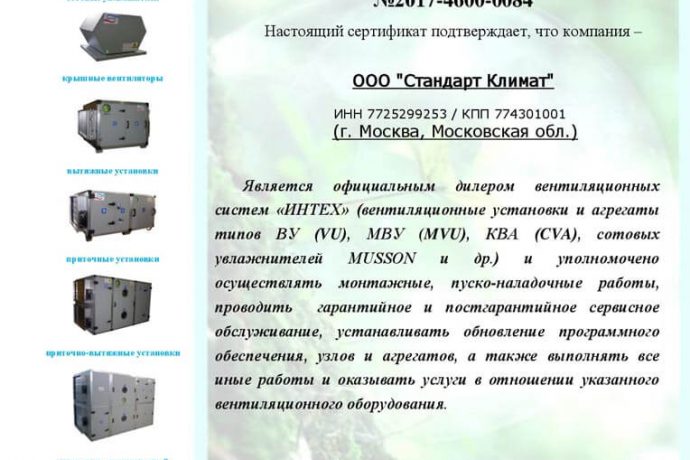 №2017-4600-0084
Настоящий сертификат подтверждает, что компания –
ООО "Стандарт Климат"
ИНН 7725299253 / КПП 774301001
(г. Москва, Московская обл.)
Является официальным дилером вентиляционных
систем «ИНТЕХ» (вентиляционные установки и агрегаты
типов ВУ (VU), МВУ (MVU), КВА (CVA), сотовых
увлажнителей MUSSON и др.) и уполномочено
осуществлять монтажные, пуско-наладочные работы,
проводить гарантийное и постгарантийное сервисное
обслуживание, устанавливать обновление программного
обеспечения, узлов и агрегатов, а также выполнять все
иные работы и оказывать услуги в отношении указанного
вентиляционного оборудования.
крышные вентиляторы
вытяжные установки
приточные установки
приточно-вытяжные установки